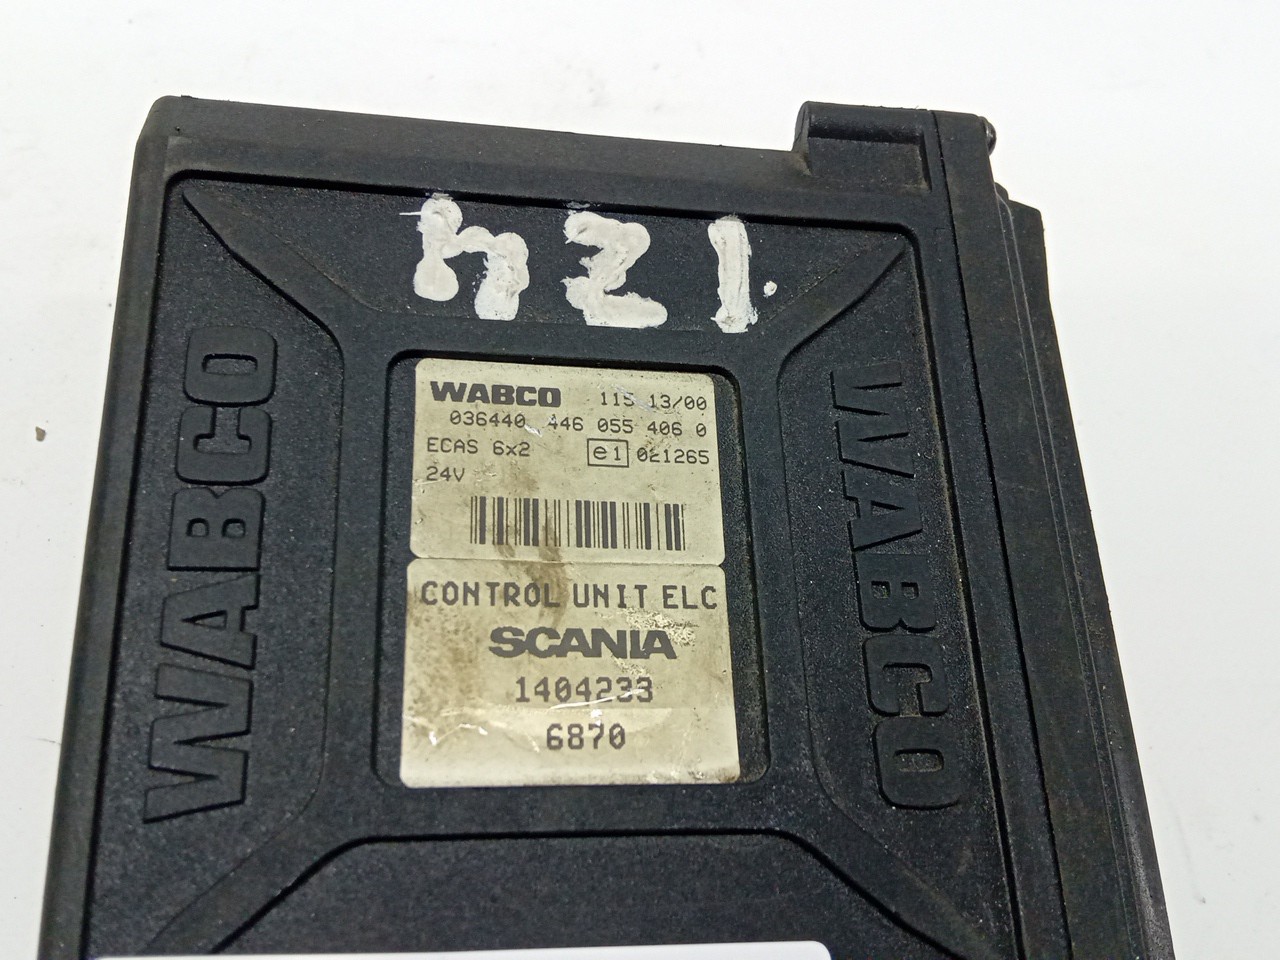 WABCO 115 13/00
036440 446 055 406 0
ECAS 6x2 e1 021265
24V
CONTROL UNIT ELC
SCANIA
1404233
6870
WABCO
WABCO